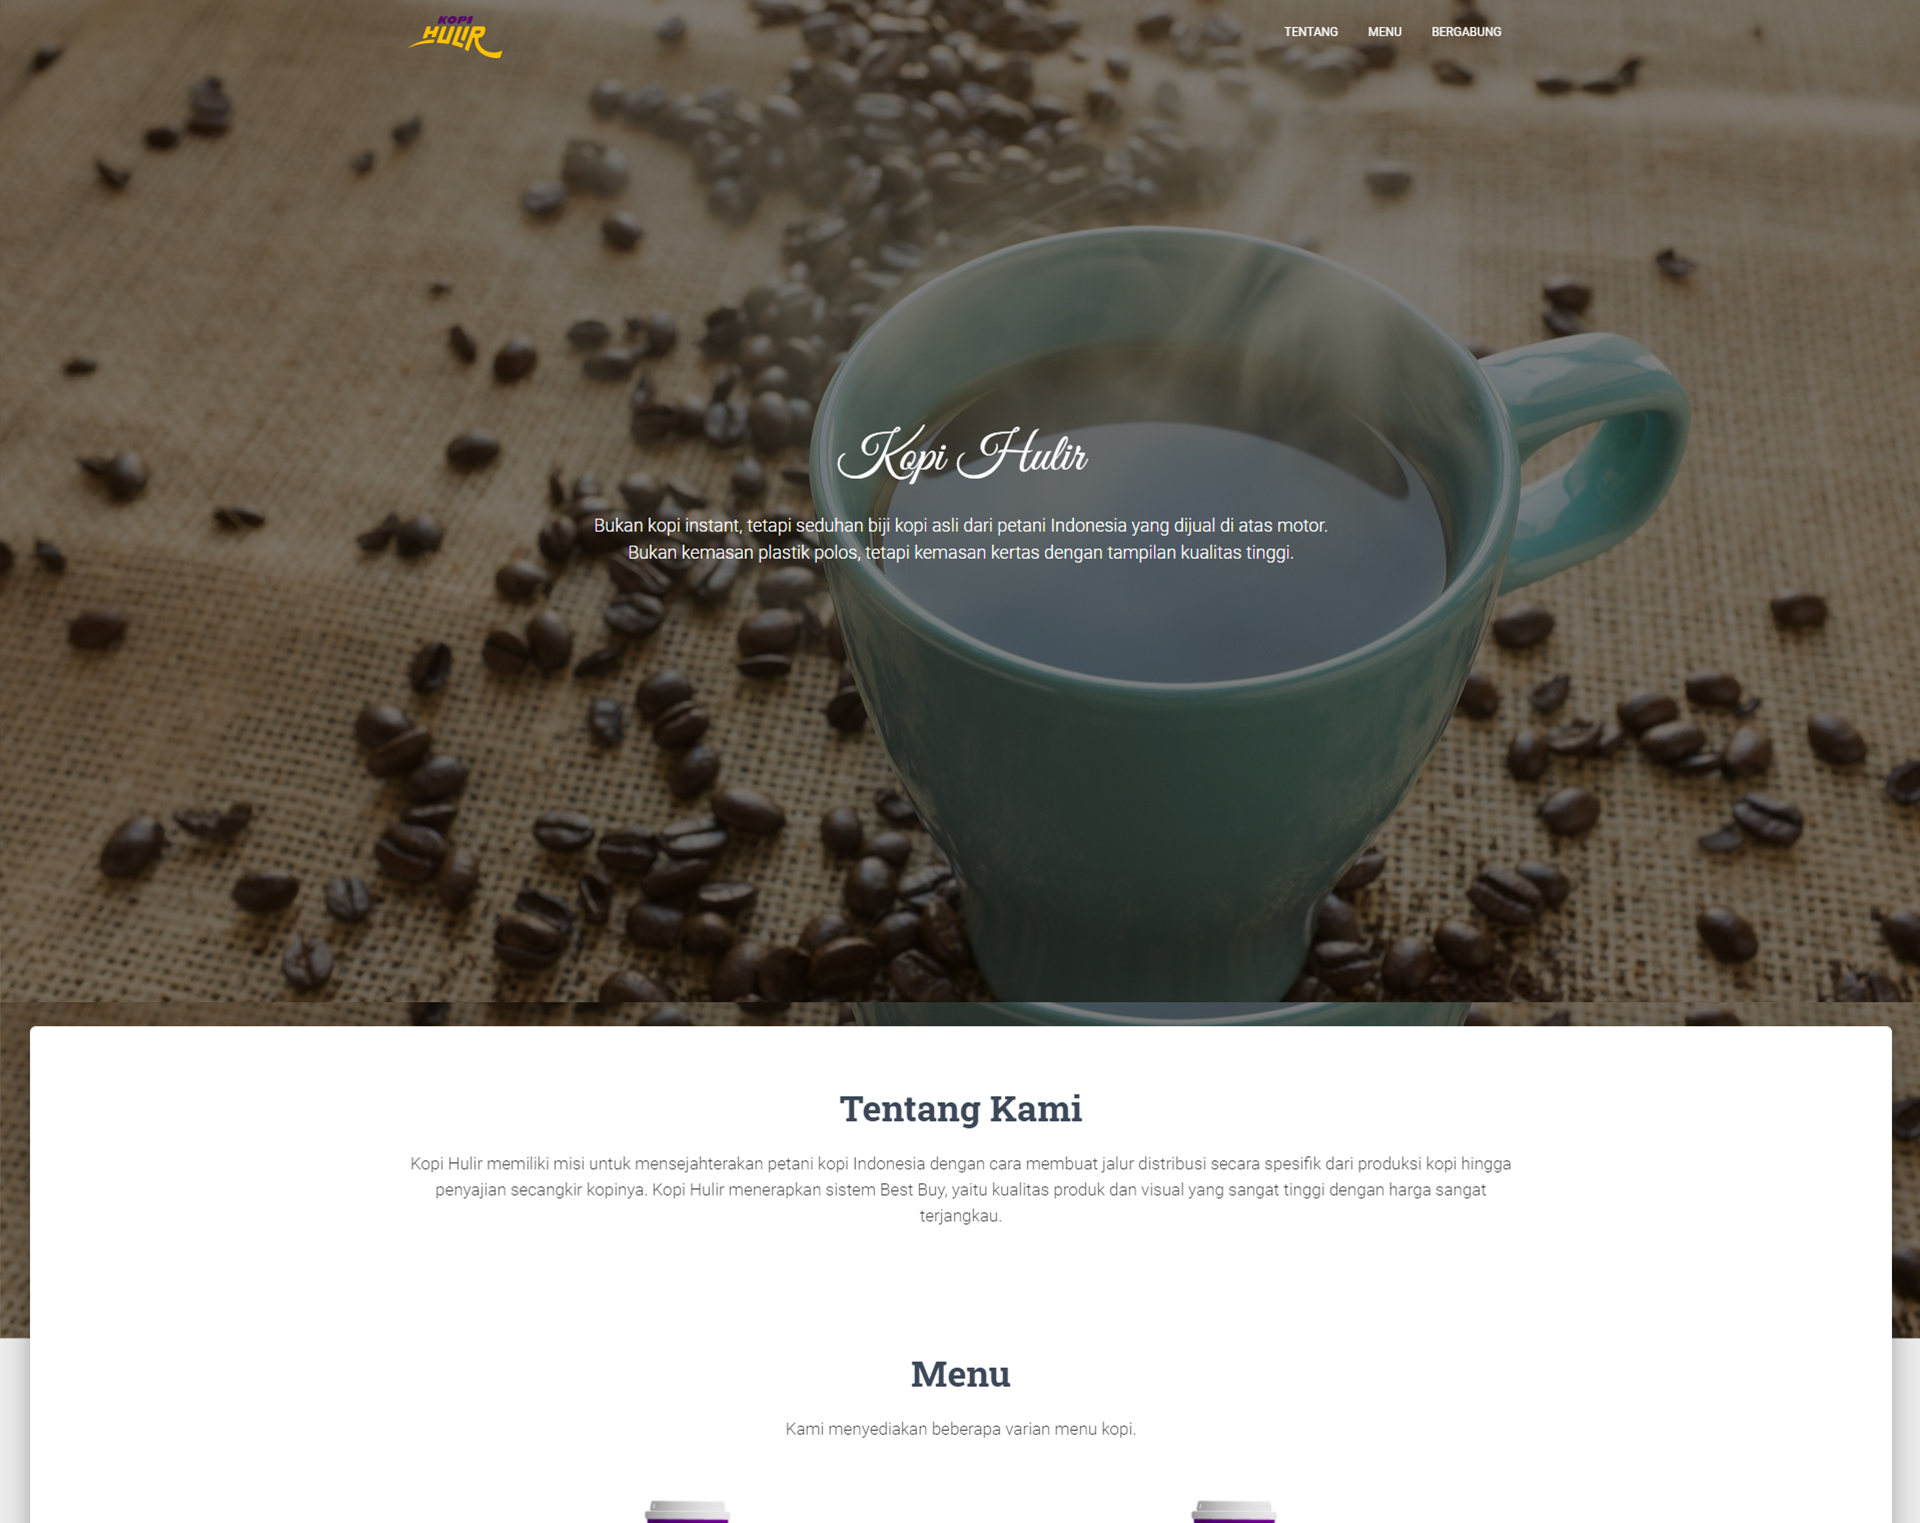 KOPI
HULIR
TENTANG MENU BERGABUNG
Kopi Hulir
Bukan kopi instant, tetapi seduhan biji kopi asli dari petani Indonesia yang dijual di atas motor.
Bukan kemasan plastik polos, tetapi kemasan kertas dengan tampilan kualitas tinggi.
Tentang Kami
Kopi Hulir memiliki misi untuk mensejahterakan petani kopi Indonesia dengan cara membuat jalur distribusi secara spesifik dari produksi kopi hingga
penyajian secangkir kopinya. Kopi Hulir menerapkan sistem Best Buy, yaitu kualitas produk dan visual yang sangat tinggi dengan harga sangat
terjangkau.
Menu
Kami menyediakan beberapa varian menu kopi.